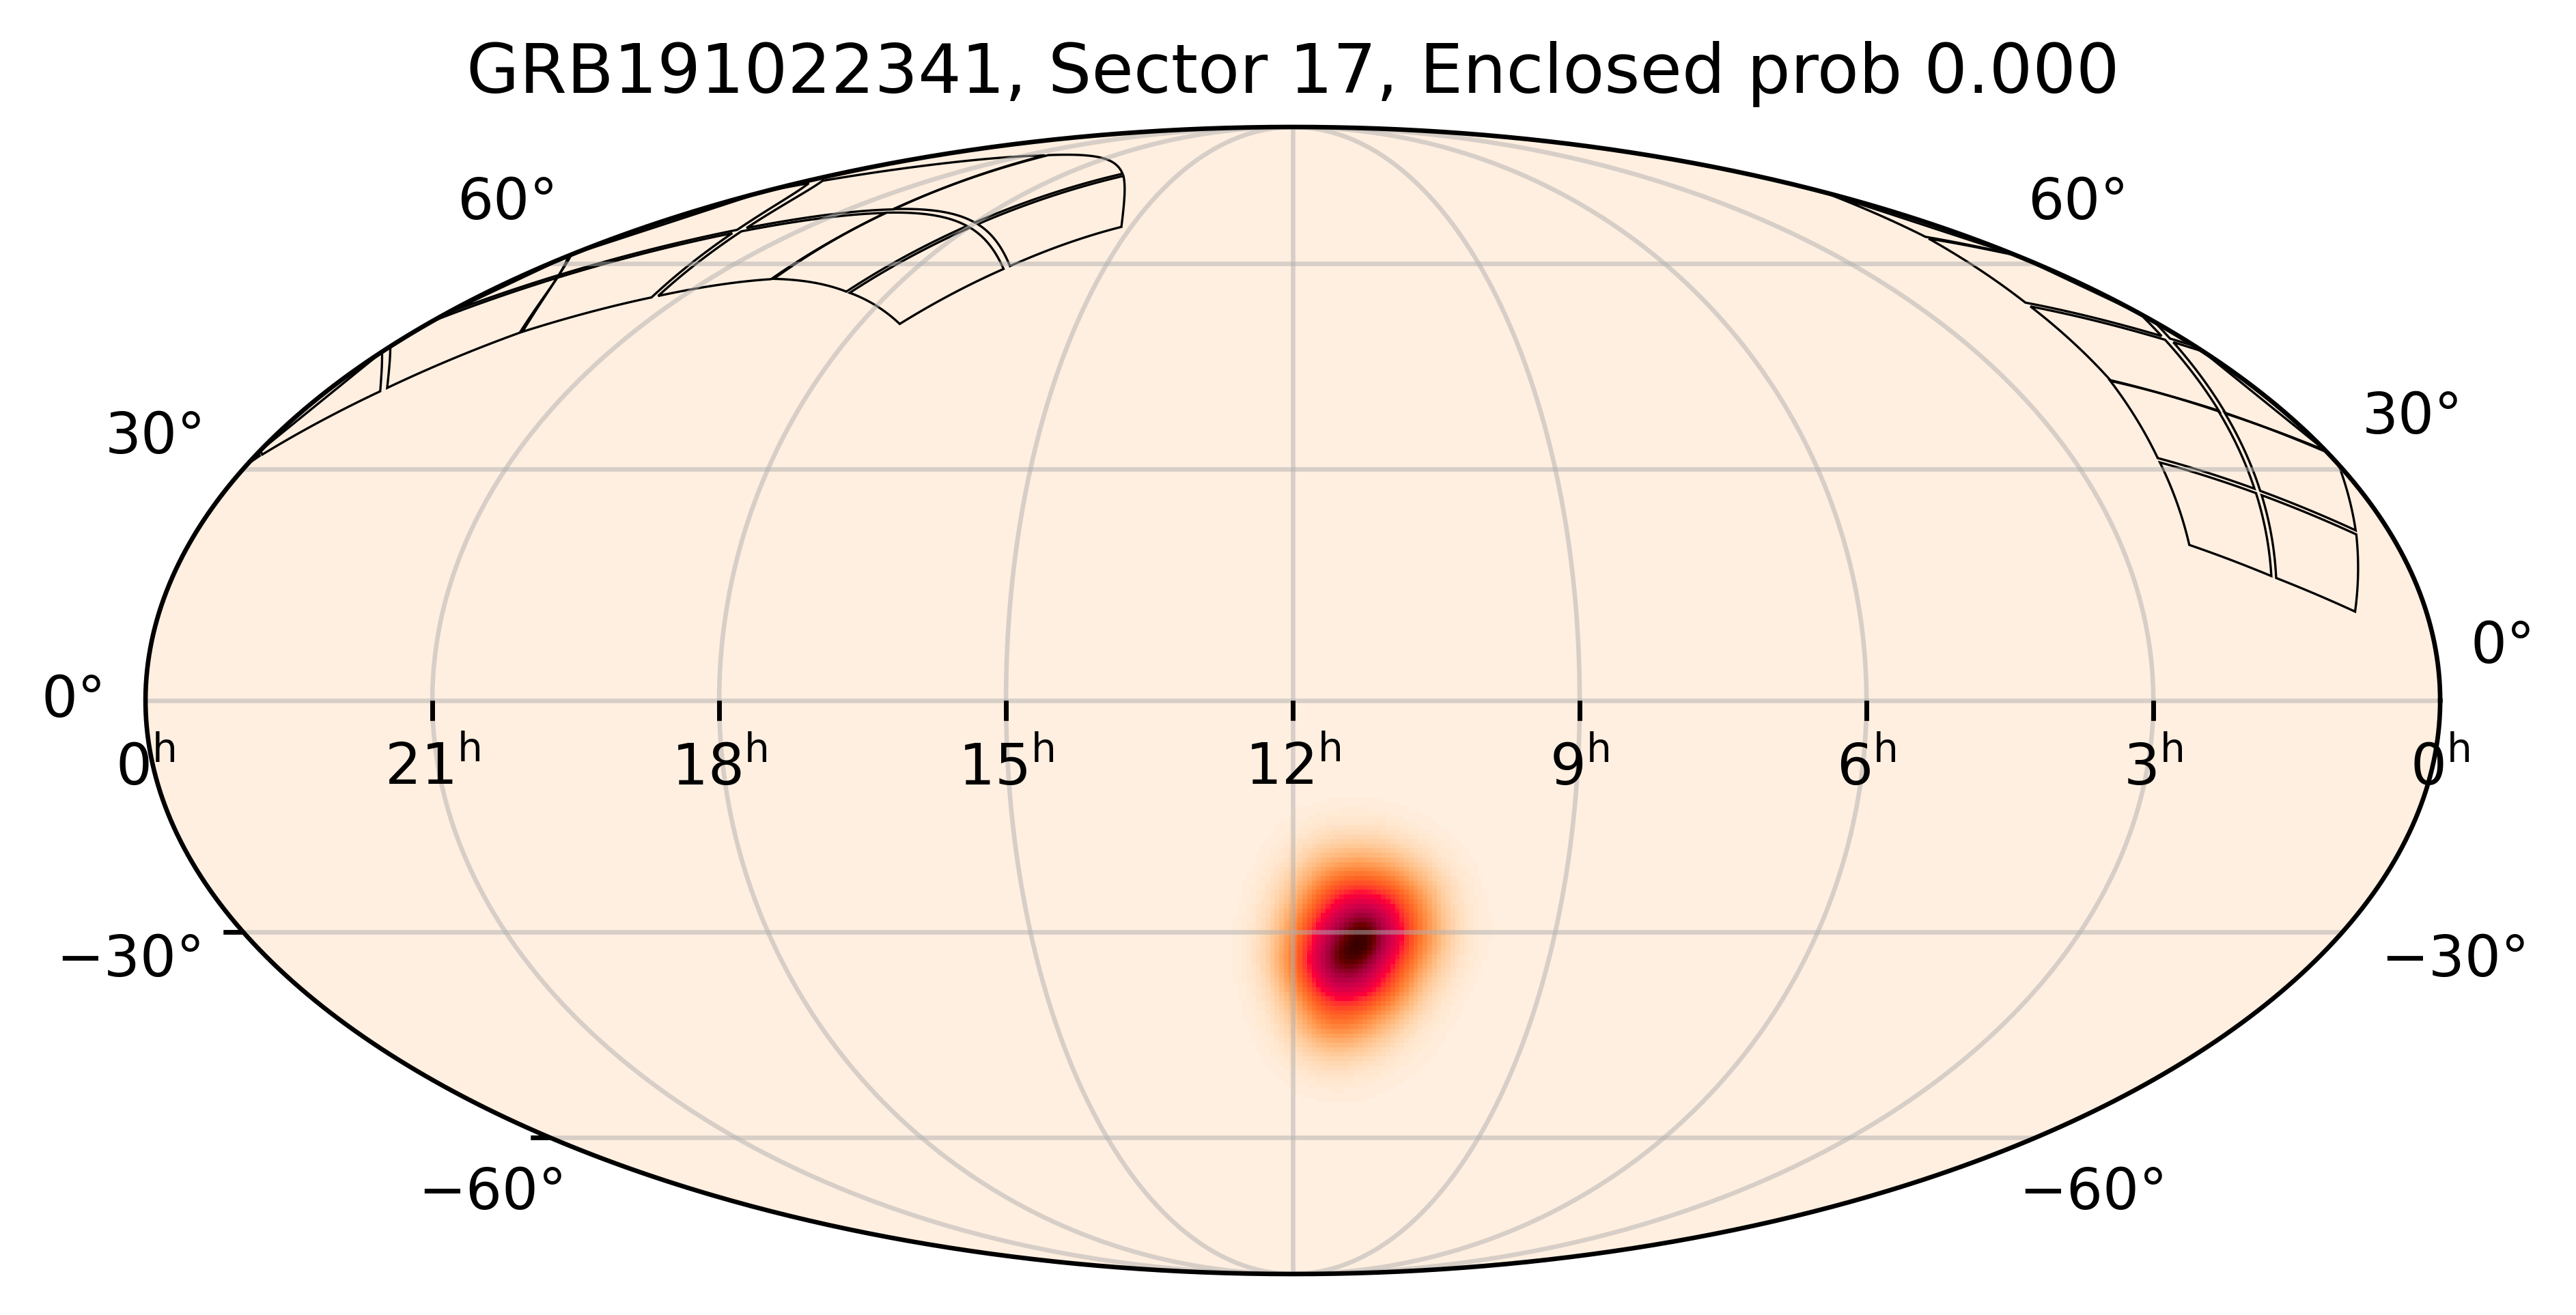 GRB191022341, Sector 17, Enclosed prob 0.000
60° 60°
30° 30°
0° 0°
0ʰ 21ʰ 18ʰ 15ʰ 12ʰ 9ʰ 6ʰ 3ʰ 0ʰ
−30° −30°
−60° −60°